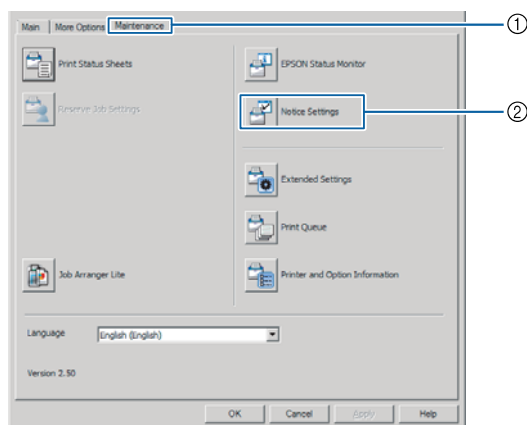 Main More Options Maintenance
①
Print Status Sheets
EPSON Status Monitor
Reserve Job Settings
Notice Settings
②
Extended Settings
Print Queue
Job Arranger Lite
Printer and Option Information
Language English (English)
Version 2.50
OK Cancel Apply Help